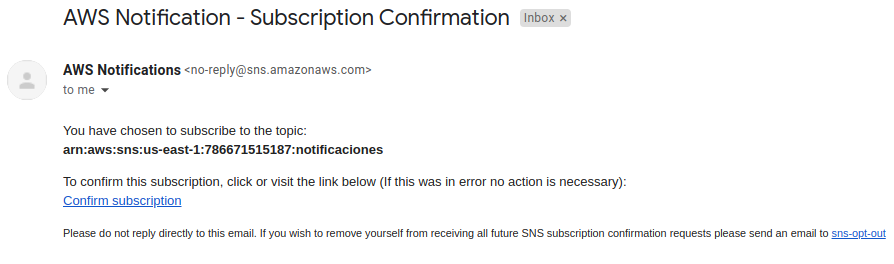 AWS Notification - Subscription Confirmation Inbox ×
AWS Notifications <no-reply@sns.amazonaws.com>
to me
You have chosen to subscribe to the topic:
arn:aws:sns:us-east-1:786671515187:notificaciones
To confirm this subscription, click or visit the link below (If this was in error no action is necessary):
Confirm subscription
Please do not reply directly to this email. If you wish to remove yourself from receiving all future SNS subscription confirmation requests please send an email to sns-opt-out